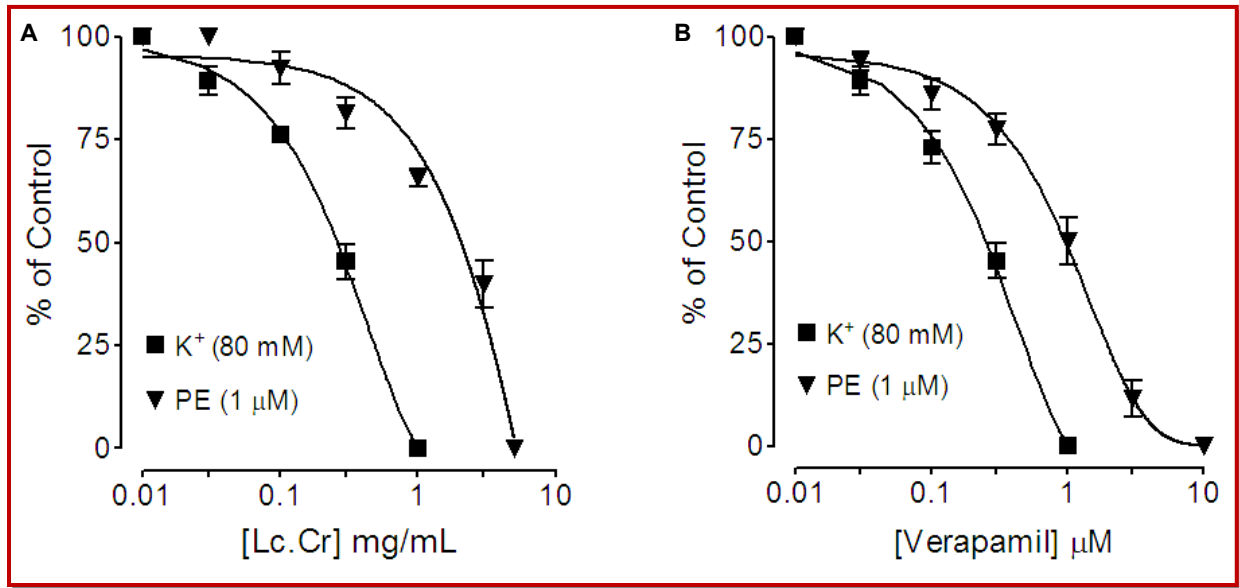 A
100
75
50
25
0
% of Control
K⁺ (80 mM)
PE (1 μM)
0.01 0.1 1 10
[Lc.Cr] mg/mL
B
100
75
50
25
0
% of Control
K⁺ (80 mM)
PE (1 μM)
0.01 0.1 1 10
[Verapamil] μM